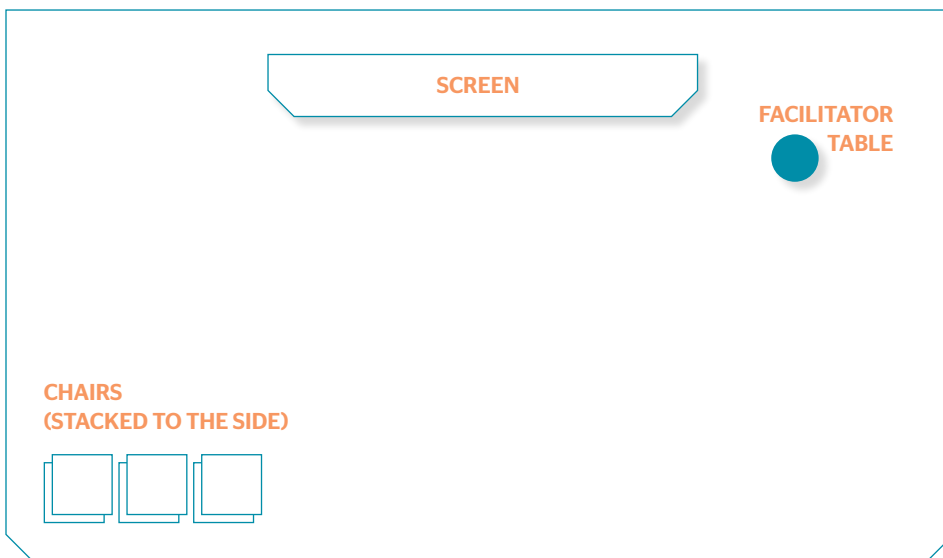 SCREEN
FACILITATOR
TABLE
CHAIRS
(STACKED TO THE SIDE)